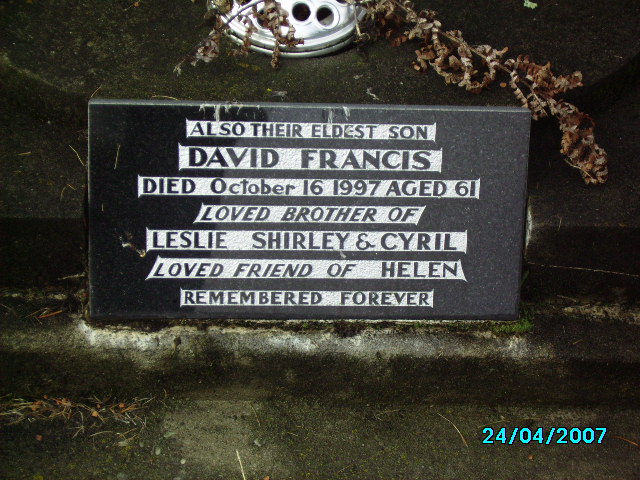 ALSO THEIR ELDEST SON
DAVID FRANCIS
DIED October 16 1997 AGED 61
LOVED BROTHER OF
LESLIE SHIRLEY & CYRIL
LOVED FRIEND OF HELEN
REMEMBERED FOREVER
24/04/2007